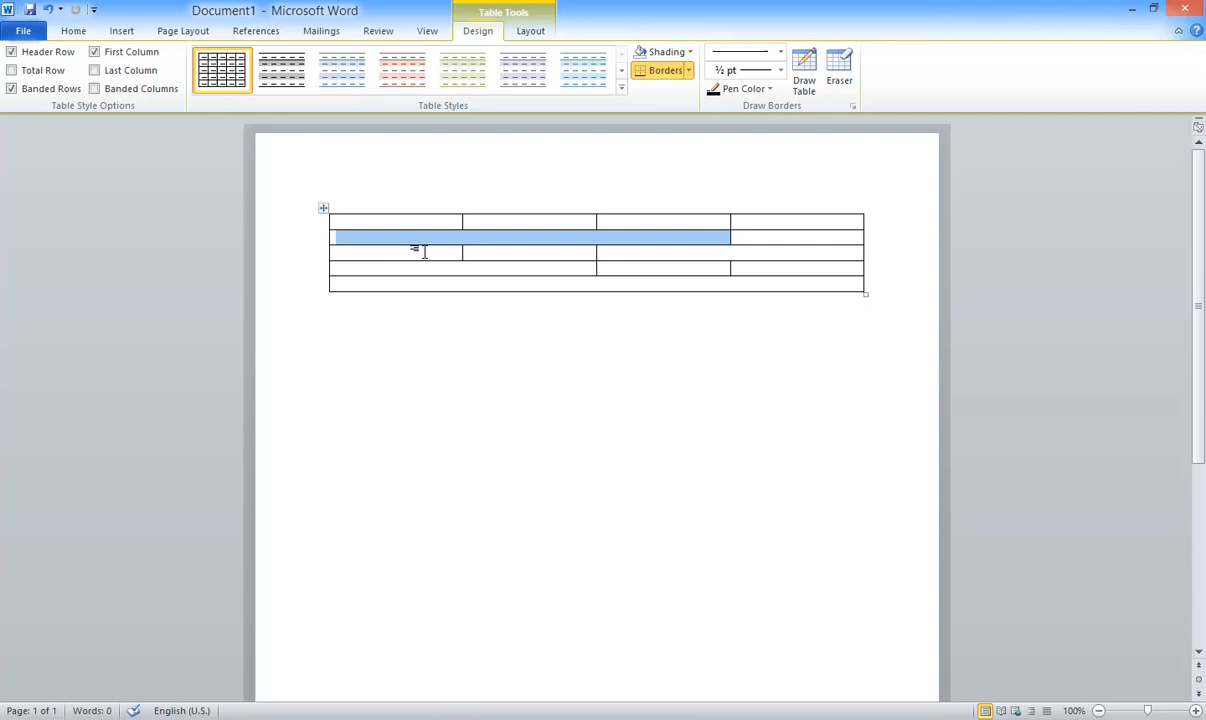 Document1 - Microsoft Word
Table Tools
File Home Insert Page Layout References Mailings Review View Design Layout
Header Row First Column
Total Row Last Column
Banded Rows Banded Columns
Table Style Options
Table Styles
Shading
Borders
½ pt
Pen Color
Draw Table
Eraser
Draw Borders
Page: 1 of 1 Words: 0 English (U.S.) 100%